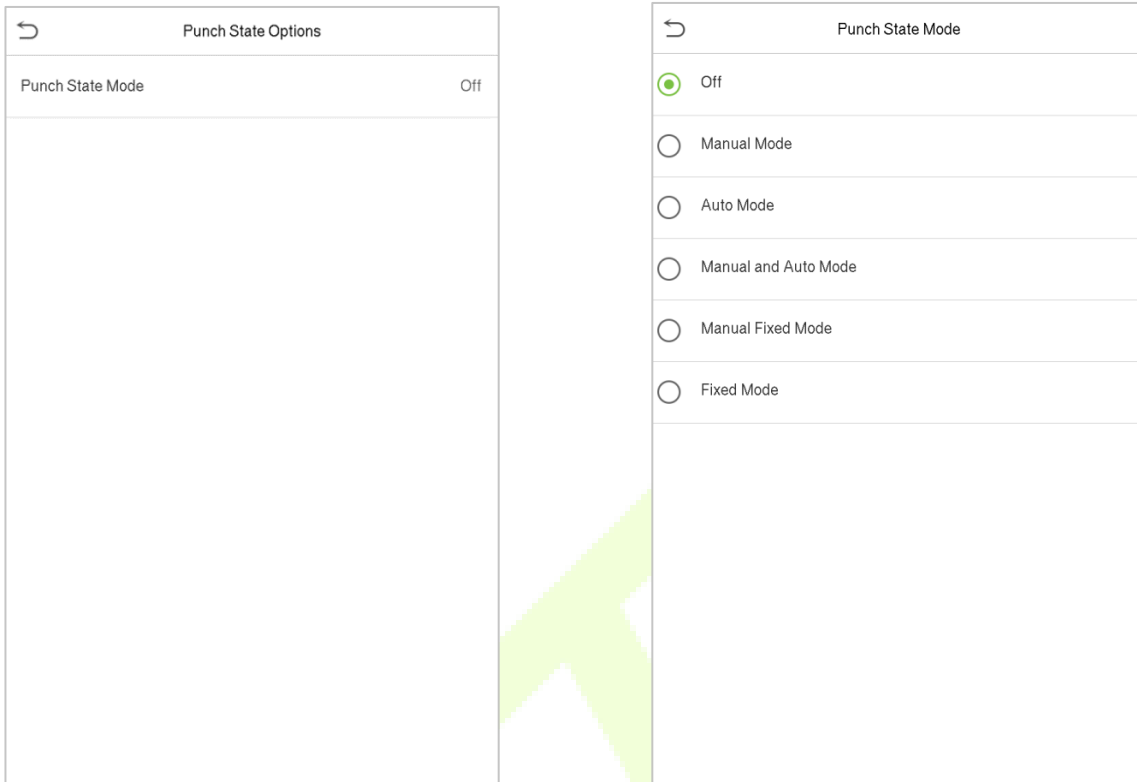 Punch State Options
Punch State Mode Off
Punch State Mode
Off
Manual Mode
Auto Mode
Manual and Auto Mode
Manual Fixed Mode
Fixed Mode